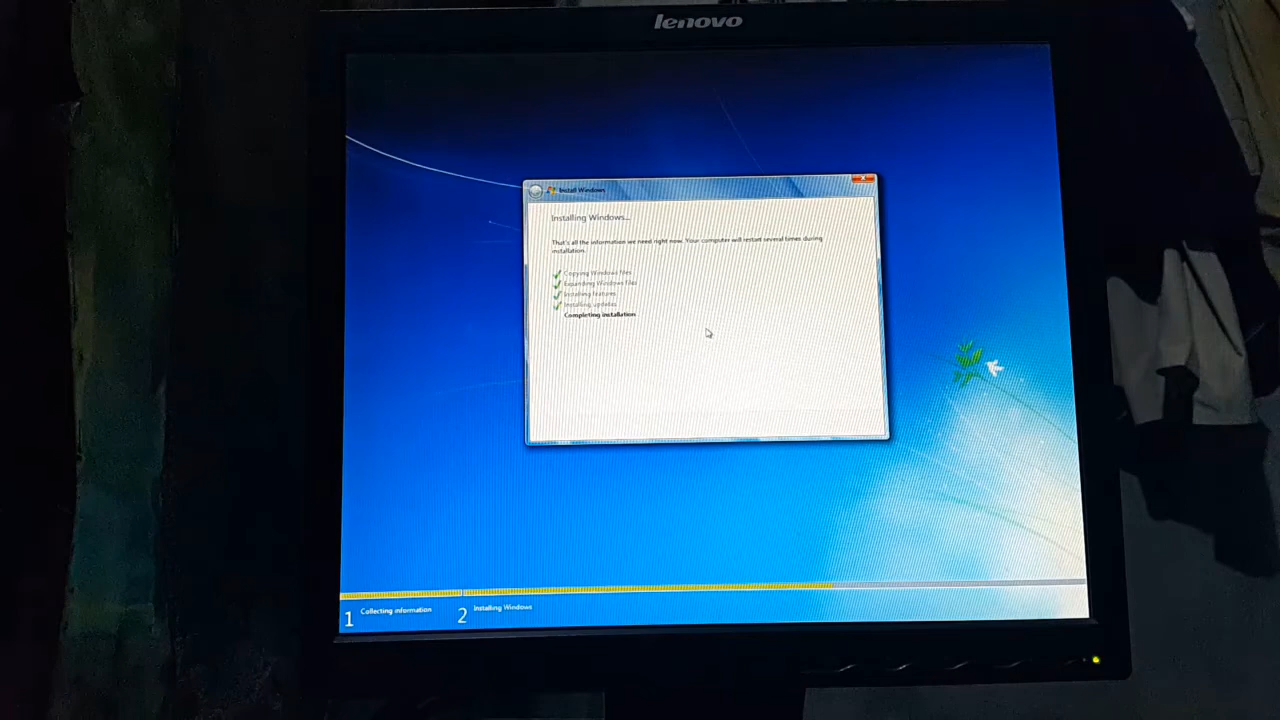 lenovo
Install Windows
Installing Windows...
That's all the information we need right now. Your computer will restart several times during
installation.
Copying Windows files
Expanding Windows files
Installing features
Installing updates
Completing installation
1 Collecting information
2 Installing Windows